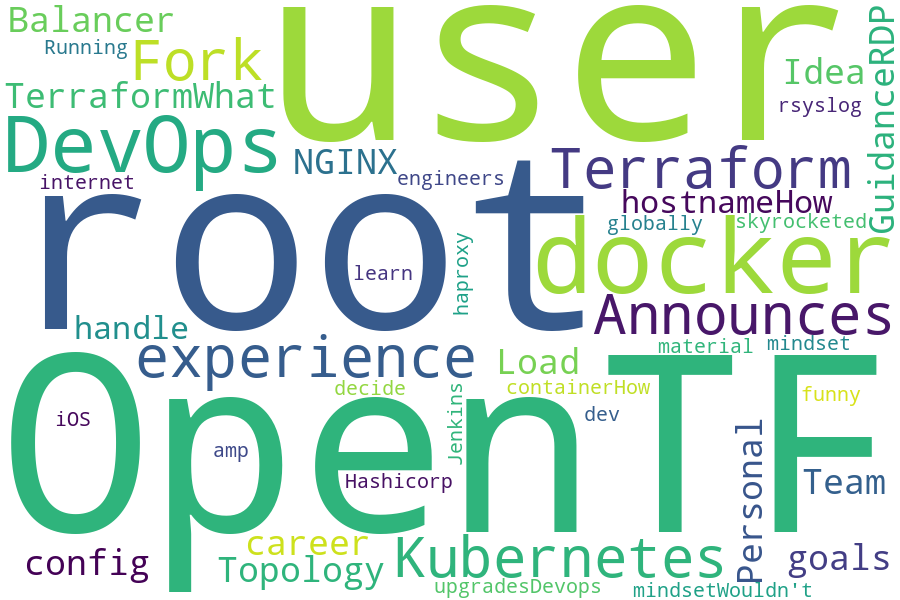 Balancer
Running
Fork
user
Idea
rsyslog
GuidanceRDP
TerraformWhat
DevOps
NGINX
engineers
Terraform
internet
hostnameHow
globally
skyrocketed
root
learn
haproxy
docker
handle
Announces
experience
material
mindset
OpenTF
Load
containerHow
decide
Jenkins
dev
funny
iOS
amp
Hashicorp
Personal
Team
config
career
Topology
Kubernetes
goals
upgradesDevops
mindsetWouldn't